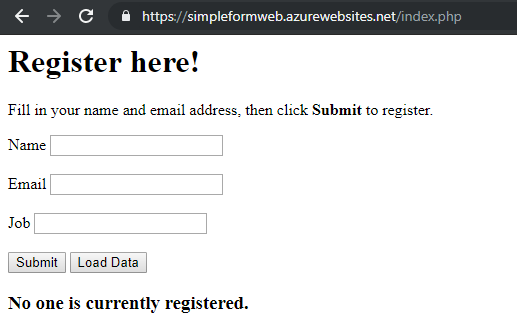 https://simpleformweb.azurewebsites.net/index.php
Register here!
Fill in your name and email address, then click Submit to register.
Name
Email
Job
Submit Load Data
No one is currently registered.